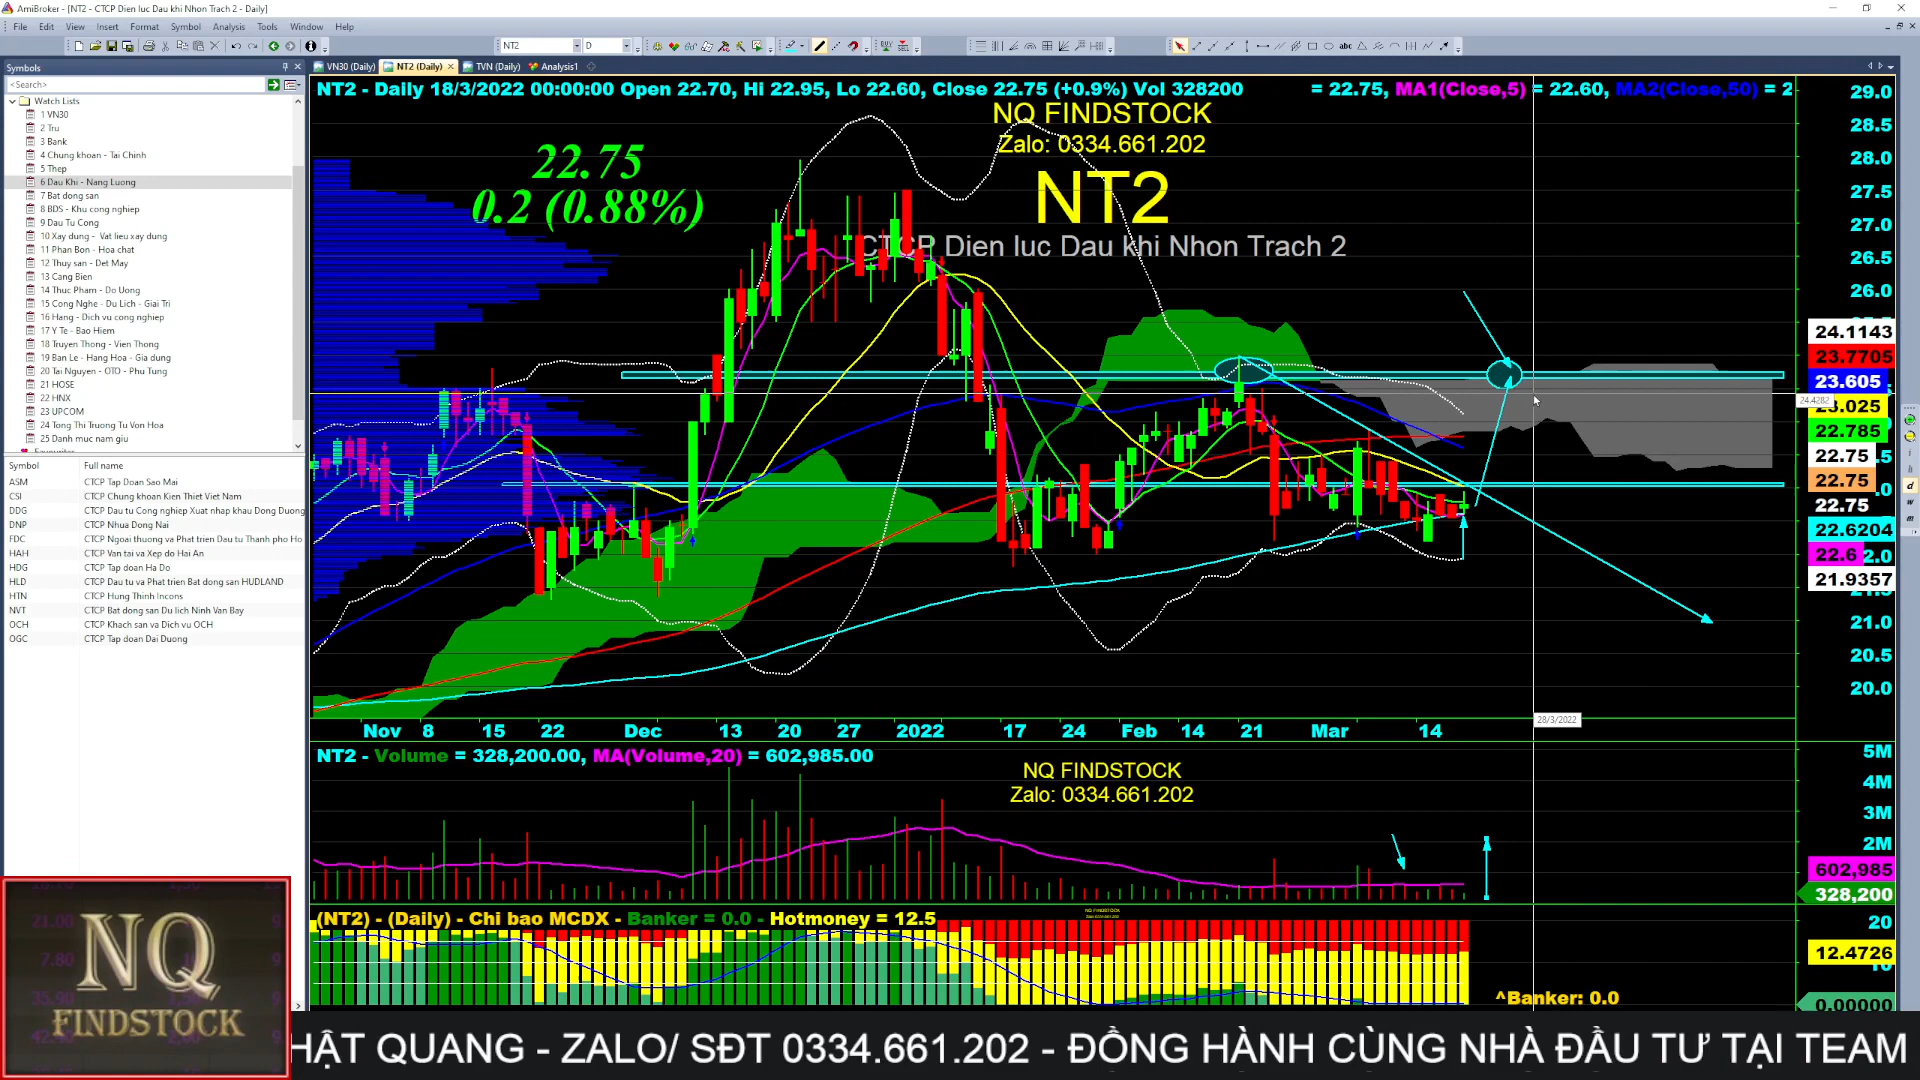 AmiBroker - [NT2 - CTCP Dien luc Dau khi Nhon Trach 2 - Daily]
File Edit View Insert Format Symbol Analysis Tools Window Help
NT2 D
Symbols
VN30 (Daily) NT2 (Daily) TVN (Daily) Analysis1
<Search>
Watch Lists
1 VN30
2 Tru
3 Bank
4 Chung khoan - Tai Chinh
5 Thep
6 Dau Khi - Nang Luong
7 Bat dong san
8 BDS - Khu cong nghiep
9 Dau Tu Cong
10 Xay dung - Vat lieu xay dung
11 Phan Bon - Hoa chat
12 Thuy san - Det May
13 Cang Bien
14 Thuc Pham - Do Uong
15 Cong Nghe - Du Lich - Giai Tri
16 Hang - Dich vu cong nghiep
17 Y Te - Bao Hiem
18 Truyen Thong - Vien Thong
19 Ban Le - Hang Hoa - Gia dung
20 Tai Nguyen - OTO - Phu Tung
21 HOSE
22 HNX
23 UPCOM
24 Tong Thi Truong Tu Von Hoa
25 Danh muc nam giu
Symbol Full name
ASM CTCP Tap Doan Sao Mai
CSI CTCP Chung khoan Kien Thiet Viet Nam
DDG CTCP Dau tu Cong nghiep Xuat nhap khau Dong Duong
DNP CTCP Nhua Dong Nai
FDC CTCP Ngoai thuong va Phat trien Dau tu Thanh pho Ho
HAH CTCP Van tai va Xep do Hai An
HDG CTCP Tap doan Ha Do
HLD CTCP Dau tu va Phat trien Bat dong san HUDLAND
HTN CTCP Hung Thinh Incons
NVT CTCP Bat dong san Du lich Ninh Van Bay
OCH CTCP Khach san va Dich vu OCH
OGC CTCP Tap doan Dai Duong
NT2 - Daily 18/3/2022 00:00:00 Open 22.70, Hi 22.95, Lo 22.60, Close 22.75 (+0.9%) Vol 328200 = 22.75, MA1(Close,5) = 22.60, MA2(Close,50) = 2
NQ FINDSTOCK
Zalo: 0334.661.202
22.75
0.2 (0.88%)
NT2
CTCP Dien luc Dau khi Nhon Trach 2
29.0
28.5
28.0
27.5
27.0
26.5
26.0
24.1143
23.7705
23.605
24.4282
23.025
22.785
22.75
22.75
22.75
22.6204
22.6
21.9357
21.0
20.5
20.0
28/3/2022
Nov 8 15 22 Dec 13 20 27 2022 17 24 Feb 14 21 Mar 14
NT2 - Volume = 328,200.00, MA(Volume,20) = 602,985.00
NQ FINDSTOCK
Zalo: 0334.661.202
5M
4M
3M
2M
602,985
328,200
(NT2) - (Daily) - Chi bao MCDX - Banker = 0.0 - Hotmoney = 12.5
20
12.4726
^Banker: 0.0
0.00000
NQ
FINDSTOCK
HẬT QUANG - ZALO/ SĐT 0334.661.202 - ĐỒNG HÀNH CÙNG NHÀ ĐẦU TƯ TẠI TEAM